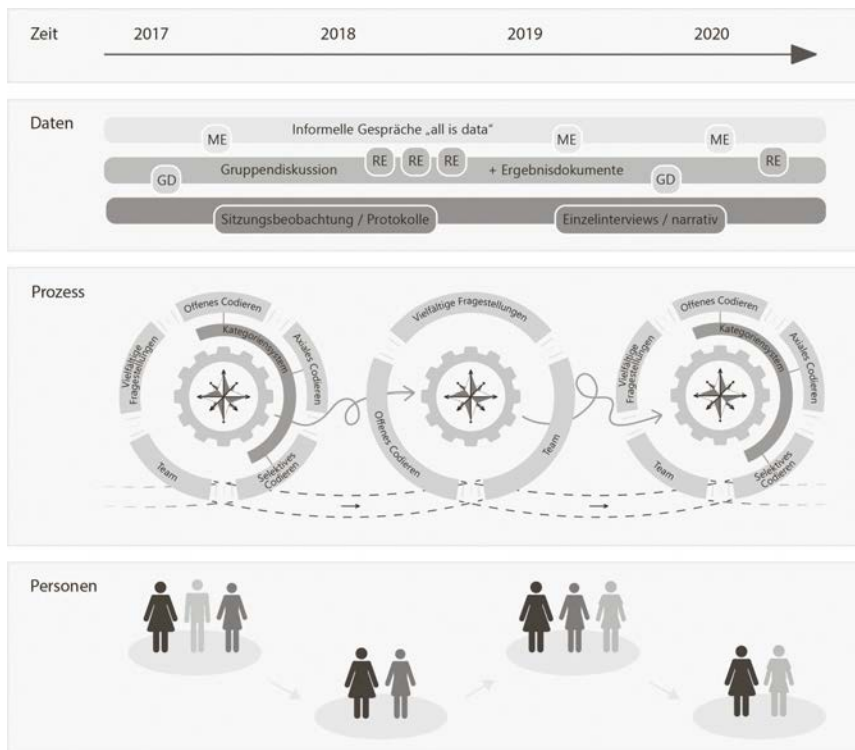 Zeit
2017 2018 2019 2020
Daten
Informelle Gespräche „all is data“
ME ME ME
Gruppendiskussion RE RE RE + Ergebnisdokumente RE
GD GD
Sitzungsbeobachtung / Protokolle Einzelinterviews / narrativ
Prozess
Offenes Codieren
Kategoriensystem
Axiales Codieren
Vielfältige
Fragestellungen
Team
Selektives
Codieren
Vielfältige Fragestellungen
Offenes Codieren
Team
Offenes Codieren
Kategoriensystem
Axiales Codieren
Vielfältige
Fragestellungen
Team
Selektives
Codieren
Personen